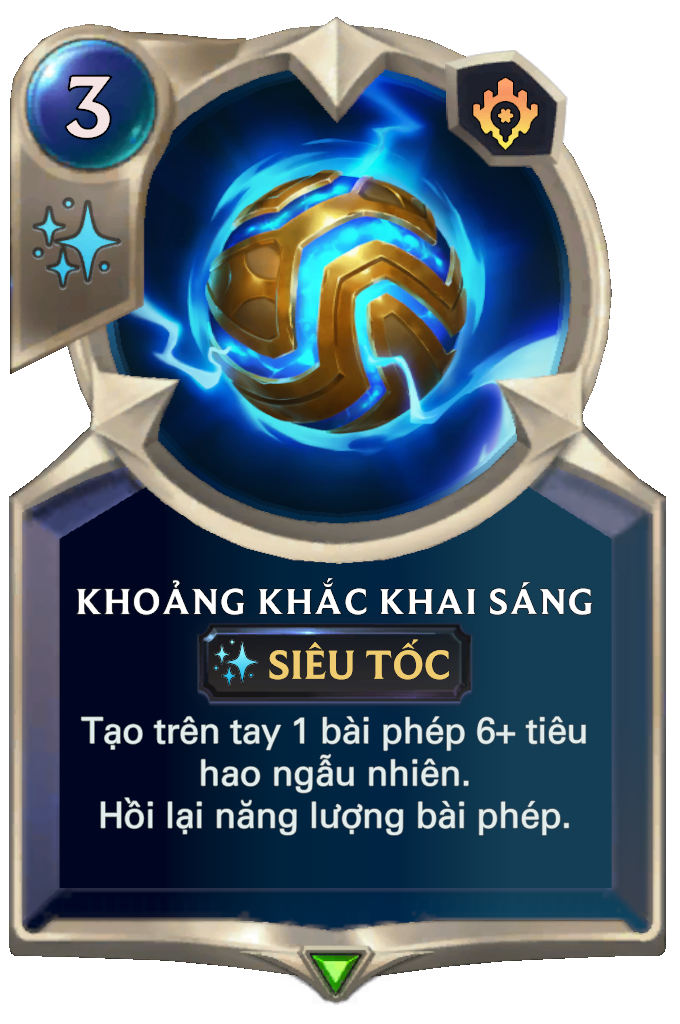 3
KHOẢNG KHẮC KHAI SÁNG
SIÊU TỐC
Tạo trên tay 1 bài phép 6+ tiêu
hao ngẫu nhiên.
Hồi lại năng lượng bài phép.